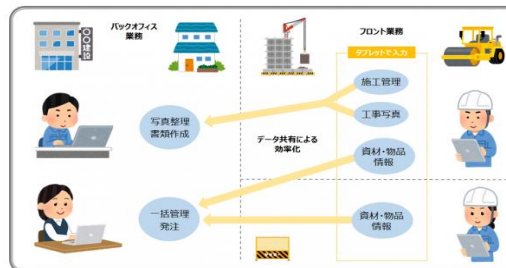 バックオフィス
業務
フロント業務
〇〇建設
タブレットで入力
施工管理
写真整理
書類作成
工事写真
データ共有による
効率化
資材・物品
情報
一括管理
発注
資材・物品
情報